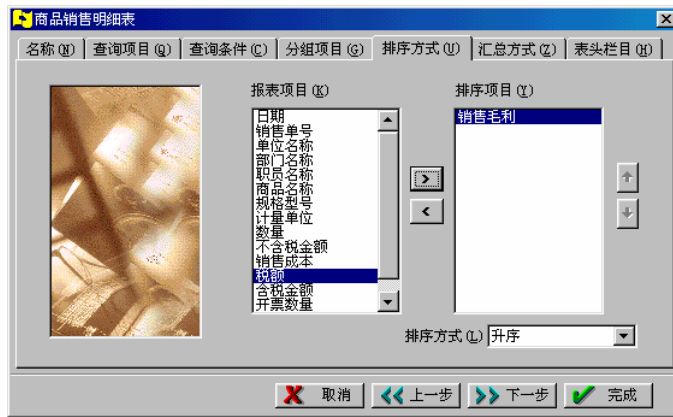 商品销售明细表
名称(N) 查询项目(Q) 查询条件(C) 分组项目(G) 排序方式(U) 汇总方式(Z) 表头栏目(H)
报表项目(K)
日期
销售单号
单位名称
部门名称
职员名称
商品名称
规格型号
计量单位
数量
不含税金额
销售成本
税额
含税金额
开票数量
排序项目(Y)
销售毛利
排序方式(L) 升序
取消 上一步 下一步 完成